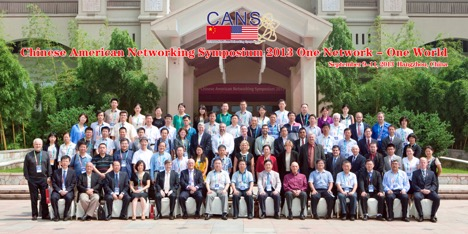 CANS
Chinese American Networking Symposium 2013 One Network – One World
September 9-11, 2013 Hangzhou, China